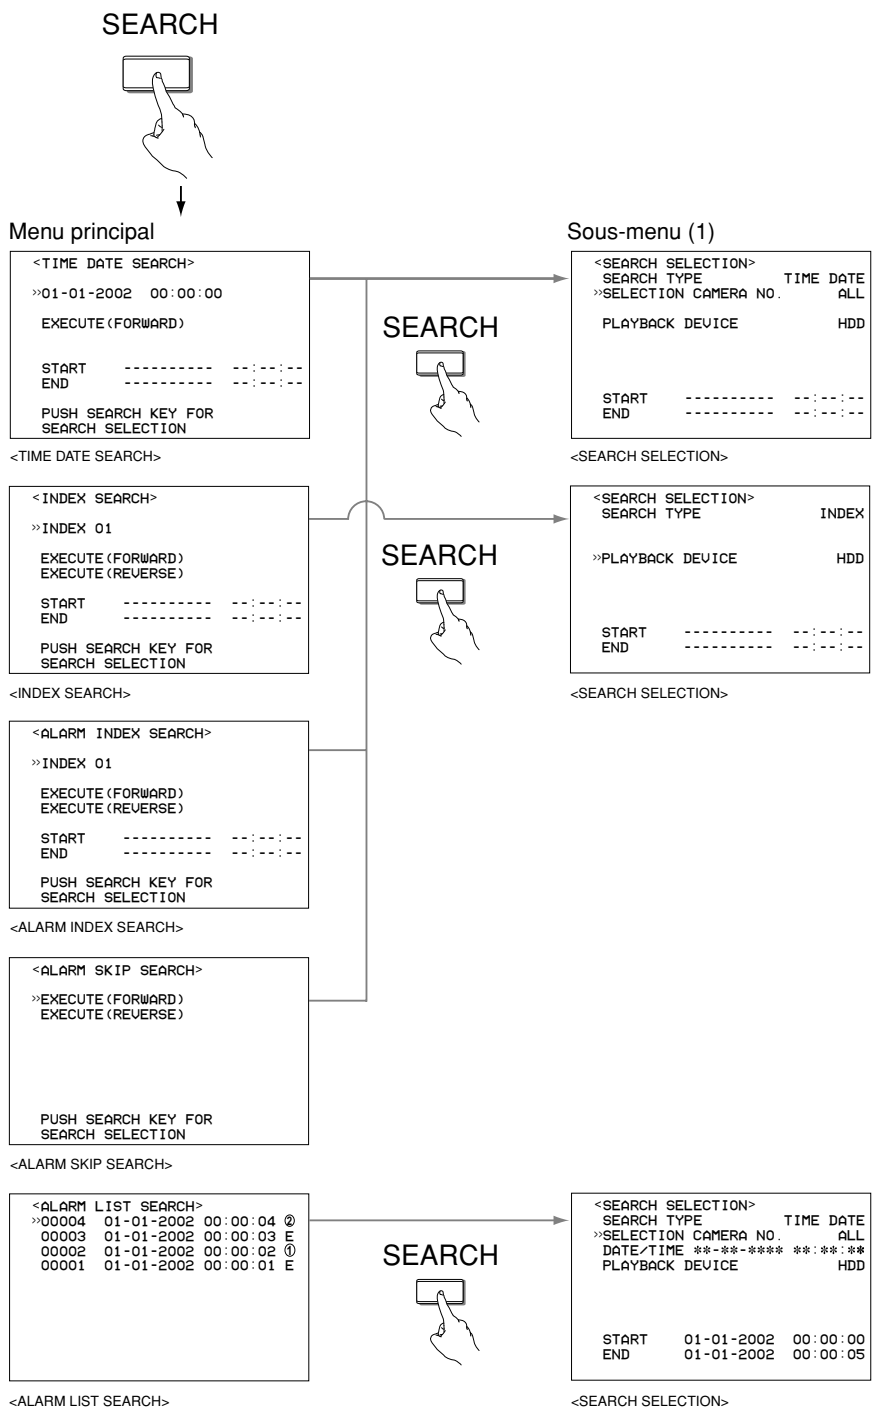 SEARCH
Menu principal
<TIME DATE SEARCH>
»01-01-2002 00:00:00
EXECUTE(FORWARD)
START ---------- --:--:--
END ---------- --:--:--
PUSH SEARCH KEY FOR
SEARCH SELECTION
<TIME DATE SEARCH>
SEARCH
Sous-menu (1)
<SEARCH SELECTION>
SEARCH TYPE TIME DATE
»SELECTION CAMERA NO. ALL
PLAYBACK DEVICE HDD
START ---------- --:--:--
END ---------- --:--:--
<SEARCH SELECTION>
<INDEX SEARCH>
»INDEX 01
EXECUTE(FORWARD)
EXECUTE(REVERSE)
START ---------- --:--:--
END ---------- --:--:--
PUSH SEARCH KEY FOR
SEARCH SELECTION
<INDEX SEARCH>
SEARCH
<SEARCH SELECTION>
SEARCH TYPE INDEX
»PLAYBACK DEVICE HDD
START ---------- --:--:--
END ---------- --:--:--
<SEARCH SELECTION>
<ALARM INDEX SEARCH>
»INDEX 01
EXECUTE(FORWARD)
EXECUTE(REVERSE)
START ---------- --:--:--
END ---------- --:--:--
PUSH SEARCH KEY FOR
SEARCH SELECTION
<ALARM INDEX SEARCH>
<ALARM SKIP SEARCH>
»EXECUTE(FORWARD)
EXECUTE(REVERSE)
PUSH SEARCH KEY FOR
SEARCH SELECTION
<ALARM SKIP SEARCH>
<ALARM LIST SEARCH>
»00004 01-01-2002 00:00:04 ②
00003 01-01-2002 00:00:03 E
00002 01-01-2002 00:00:02 ①
00001 01-01-2002 00:00:01 E
<ALARM LIST SEARCH>
SEARCH
<SEARCH SELECTION>
SEARCH TYPE TIME DATE
»SELECTION CAMERA NO. ALL
DATE/TIME **-**-**** **:**:**
PLAYBACK DEVICE HDD
START 01-01-2002 00:00:00
END 01-01-2002 00:00:05
<SEARCH SELECTION>